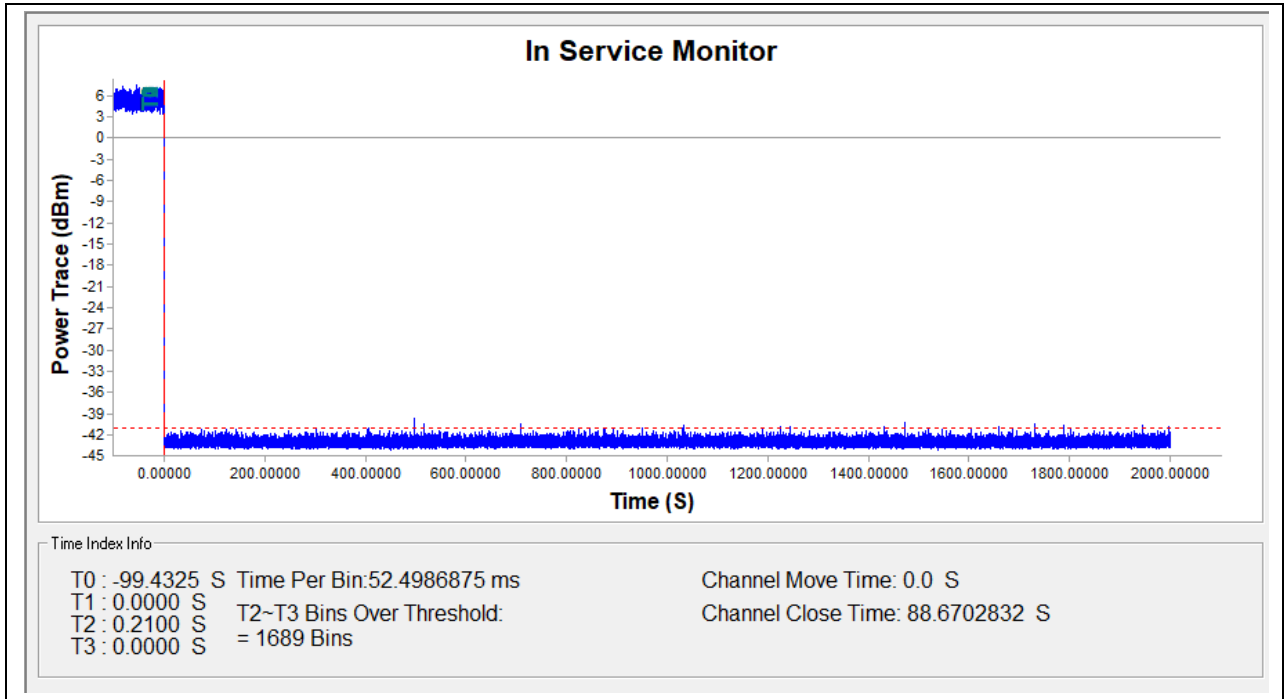 In Service Monitor
Power Trace (dBm)
6
3
0
-3
-6
-9
-12
-15
-18
-21
-24
-27
-30
-33
-36
-39
-42
-45
0.00000 200.00000 400.00000 600.00000 800.00000 1000.00000 1200.00000 1400.00000 1600.00000 1800.00000 2000.00000
Time (S)
Time Index Info
T0 : -99.4325 S Time Per Bin:52.4986875 ms Channel Move Time: 0.0 S
T1 : 0.0000 S
T2~T3 Bins Over Threshold: Channel Close Time: 88.6702832 S
T2 : 0.2100 S
= 1689 Bins
T3 : 0.0000 S